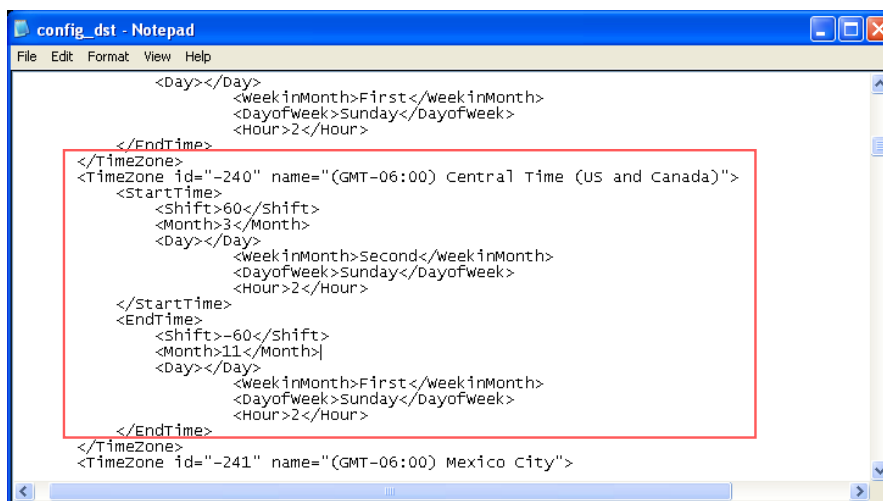 config_dst - Notepad
File Edit Format View Help
<Day></Day>
<WeekinMonth>First</WeekinMonth>
<DayofWeek>Sunday</DayofWeek>
<Hour>2</Hour>
</EndTime>
</TimeZone>
<TimeZone id="-240" name="(GMT-06:00) Central Time (US and Canada)">
<StartTime>
<Shift>60</Shift>
<Month>3</Month>
<Day></Day>
<WeekinMonth>Second</WeekinMonth>
<DayofWeek>Sunday</DayofWeek>
<Hour>2</Hour>
</StartTime>
<EndTime>
<Shift>-60</Shift>
<Month>11</Month>
<Day></Day>
<WeekinMonth>First</WeekinMonth>
<DayofWeek>Sunday</DayofWeek>
<Hour>2</Hour>
</EndTime>
</TimeZone>
<TimeZone id="-241" name="(GMT-06:00) Mexico City">